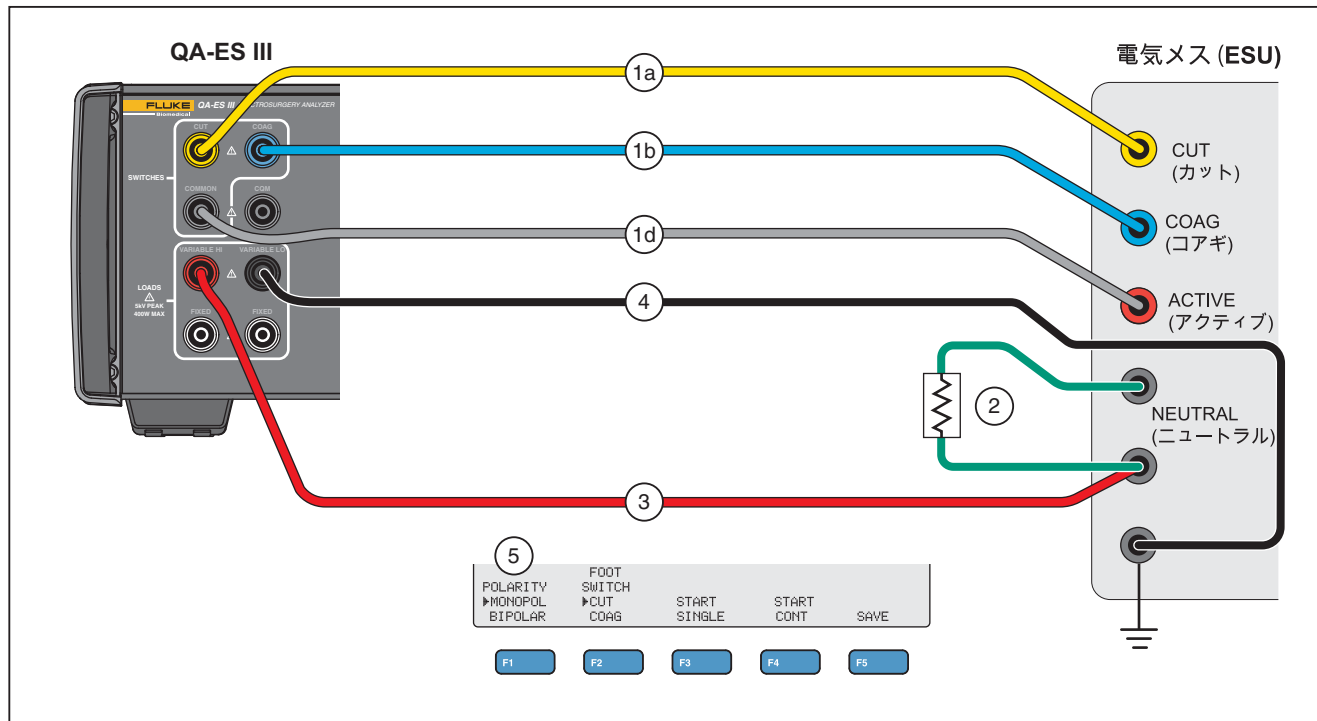 QA-ES III
電気メス (ESU)
FLUKE
Biomedical
QA-ES III
CTROSURGERY ANALYZER
CUT
COAG
SWITCHES
COMMON
CQM
VARIABLE HI
VARIABLE LO
LOADS
5kV PEAK
400W MAX
FIXED
FIXED
1a
1b
1d
4
2
3
5
CUT
(カット)
COAG
(コアギ)
ACTIVE
(アクティブ)
NEUTRAL
(ニュートラル)
POLARITY
▶MONOPOL
BIPOLAR
FOOT
SWITCH
▶CUT
COAG
START
SINGLE
START
CONT
SAVE
F1
F2
F3
F4
F5